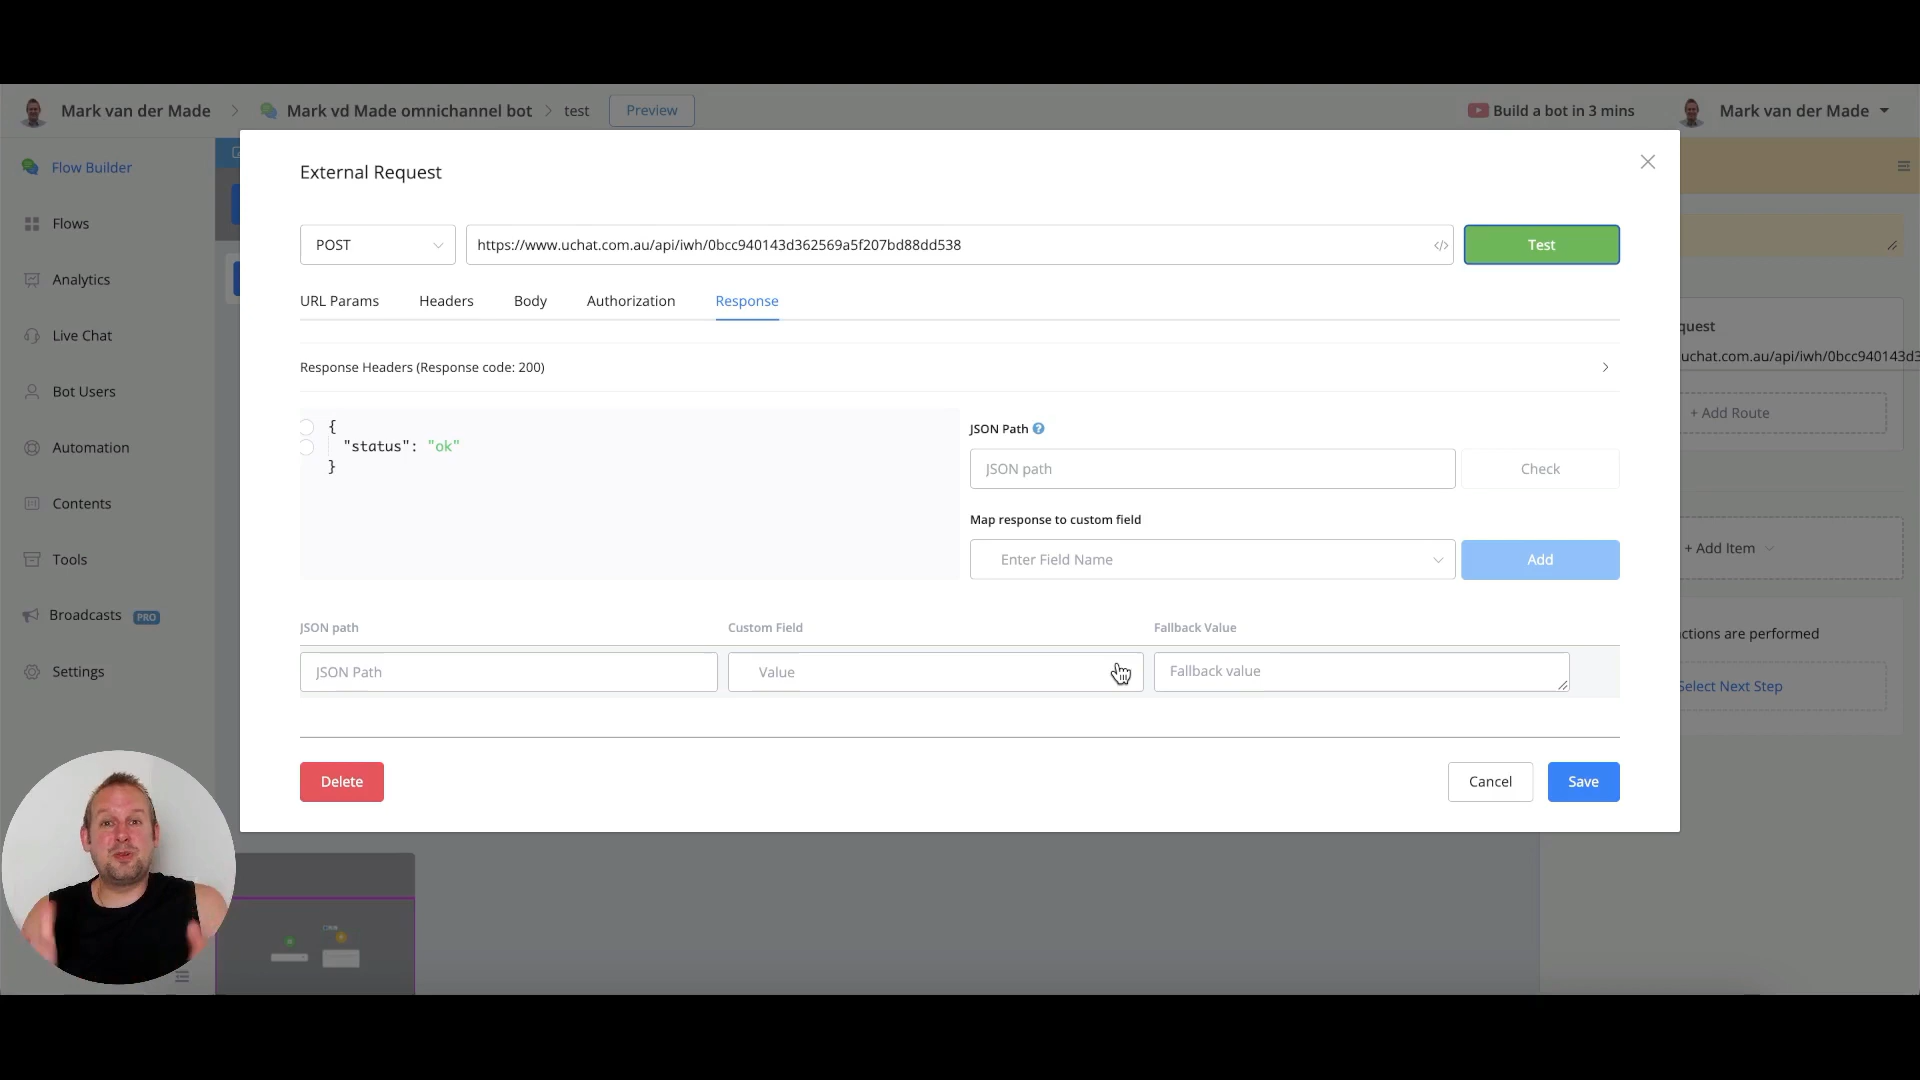 Mark van der Made > Mark vd Made omnichannel bot > test Preview
Build a bot in 3 mins Mark van der Made
Flow Builder
Flows
Analytics
Live Chat
Bot Users
Automation
Contents
Tools
Broadcasts PRO
Settings
External Request
POST https://www.uchat.com.au/api/iwh/0bcc940143d362569a5f207bd88dd538 </> Test
URL Params Headers Body Authorization Response
Response Headers (Response code: 200)
{
"status": "ok"
}
JSON Path ?
JSON path Check
Map response to custom field
Enter Field Name Add
JSON path Custom Field Fallback Value
JSON Path Value Fallback value
Delete Cancel Save
quest
uchat.com.au/api/iwh/0bcc940143d3
+ Add Route
+ Add Item
ctions are performed
Select Next Step